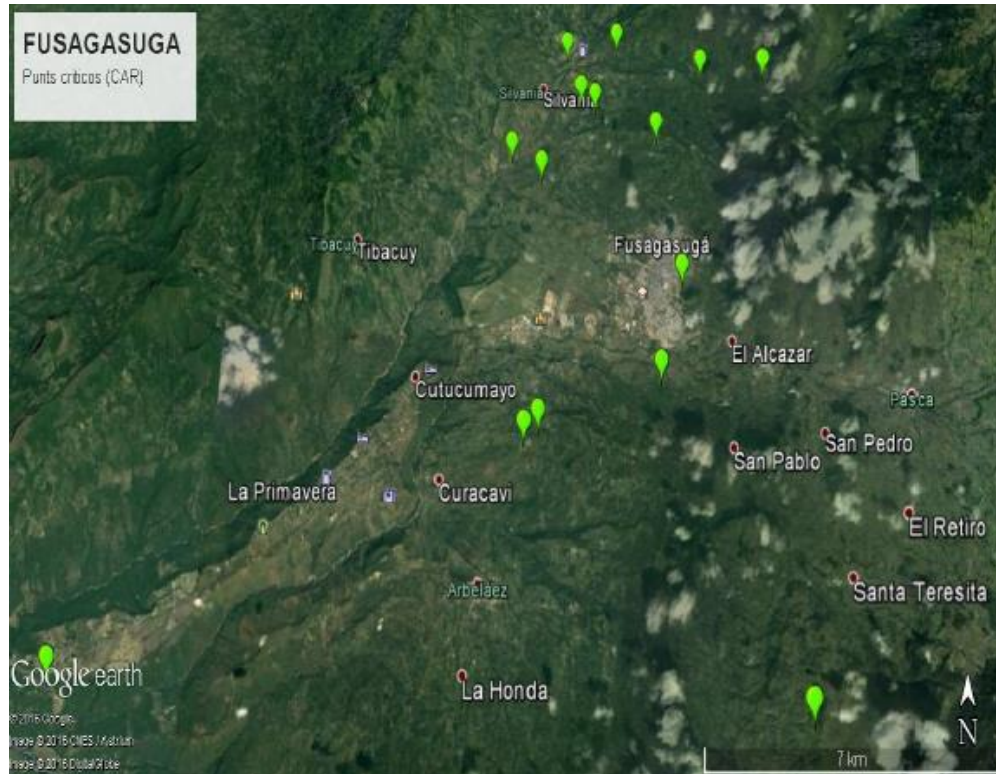 FUSAGASUGA
Punts criticos (CAR)
Silvania
Silvania
Tibacuy
Tibacuy
Fusagasugá
El Alcazar
Cutucumayo
Pasca
San Pedro
San Pablo
La Primavera
Curacavi
El Retiro
Arbeláez
Santa Teresita
La Honda
Google earth
© 2016 Google
Image © 2016 CNES / Astrium
Image © 2016 DigitalGlobe
7 km
N